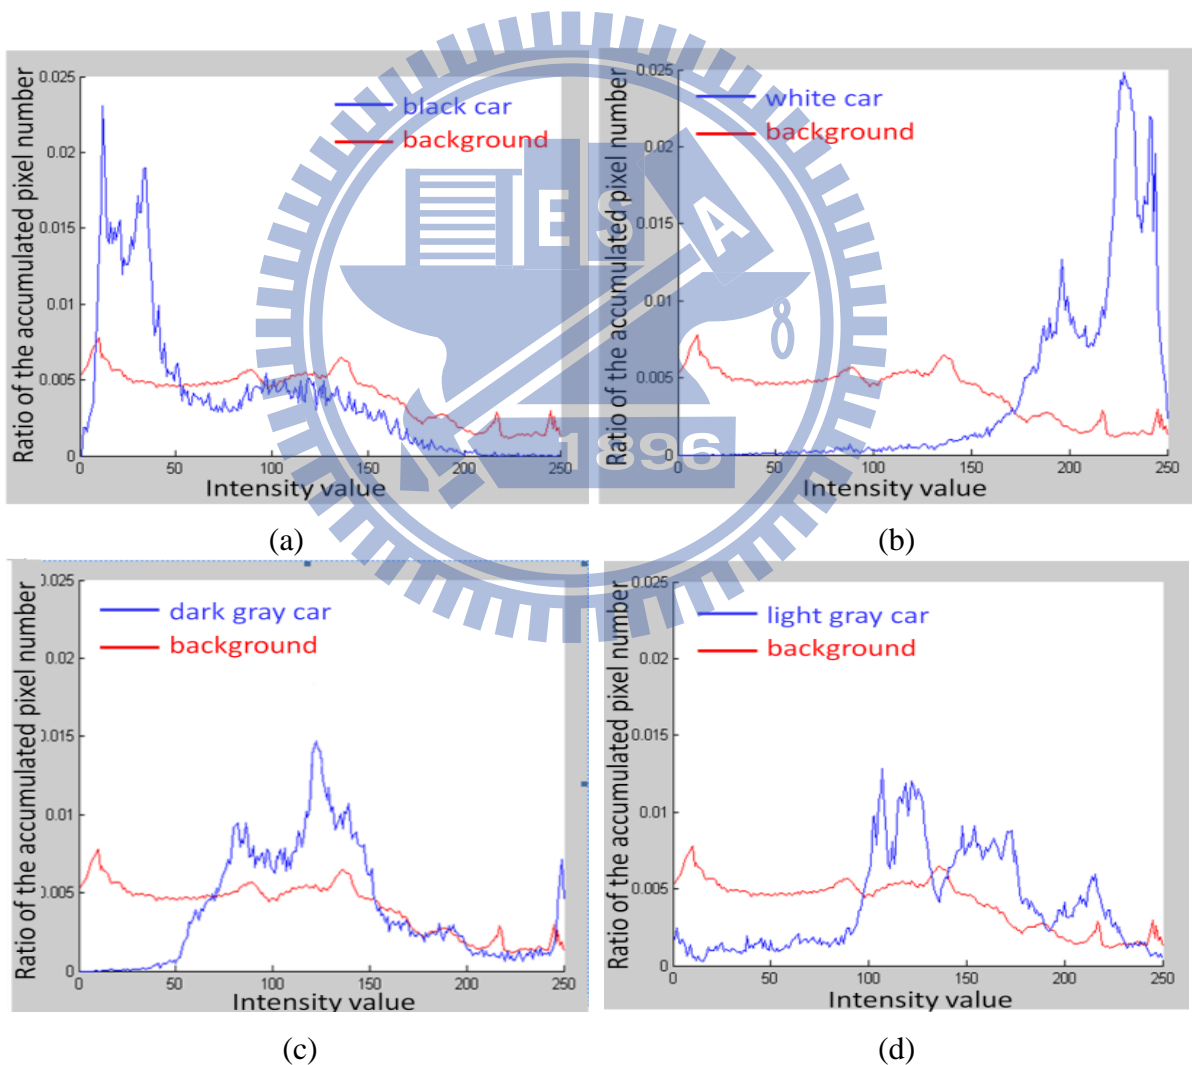 Ratio of the accumulated pixel number
0.025
0.02
0.015
0.01
0.005
0
0
50
100
150
200
250
Intensity value
black car
background
(a)
Ratio of the accumulated pixel number
0.025
0.02
0.015
0.01
0.005
0
0
50
100
150
200
250
Intensity value
white car
background
(b)
E S A
8
1896
Ratio of the accumulated pixel number
0.025
0.02
0.015
0.01
0.005
0
0
50
100
150
200
250
Intensity value
dark gray car
background
(c)
Ratio of the accumulated pixel number
0.025
0.02
0.015
0.01
0.005
0
0
50
100
150
200
250
Intensity value
light gray car
background
(d)